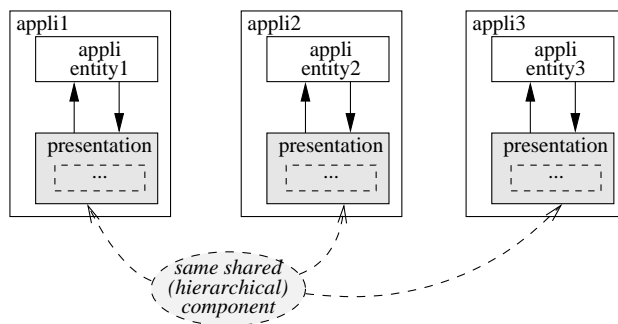 appli1
appli
entity1
presentation
...
appli2
appli
entity2
presentation
...
appli3
appli
entity3
presentation
...
same shared
(hierarchical)
component